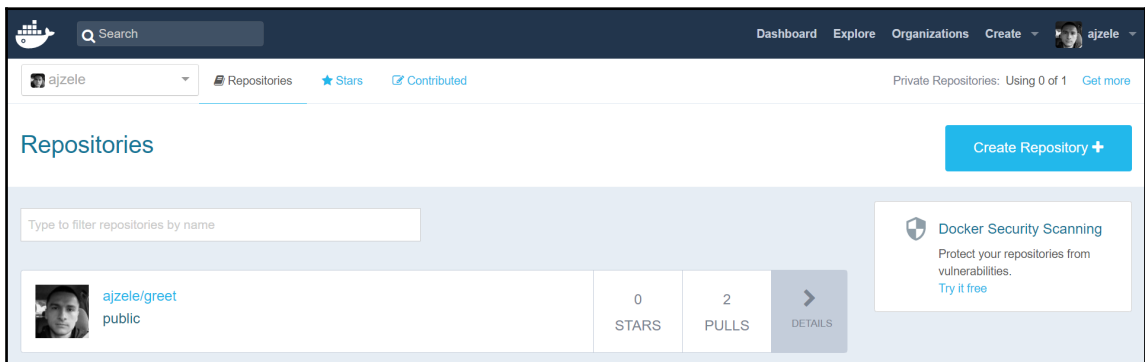 Search
Dashboard Explore Organizations Create ajzele
ajzele Repositories Stars Contributed Private Repositories: Using 0 of 1 Get more
Repositories
Create Repository
Type to filter repositories by name
Docker Security Scanning
Protect your repositories from
vulnerabilities.
Try it free
ajzele/greet
public
0
STARS
2
PULLS
DETAILS